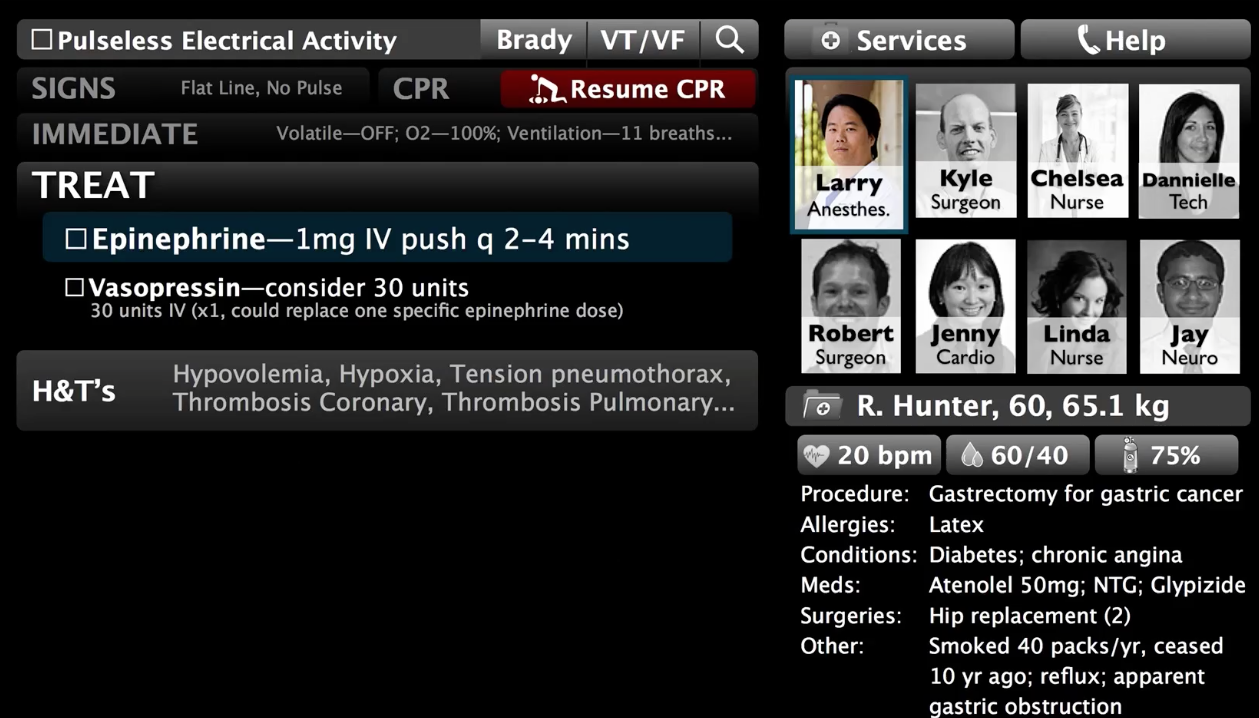 Pulseless Electrical Activity
Brady
VT/VF
SIGNS
Flat Line, No Pulse
CPR
Resume CPR
IMMEDIATE
Volatile—OFF; O2—100%; Ventilation—11 breaths...
TREAT
Epinephrine—1mg IV push q 2–4 mins
Vasopressin—consider 30 units
30 units IV (x1, could replace one specific epinephrine dose)
H&T's
Hypovolemia, Hypoxia, Tension pneumothorax,
Thrombosis Coronary, Thrombosis Pulmonary...
Services
Help
Larry
Anesthes.
Kyle
Surgeon
Chelsea
Nurse
Dannielle
Tech
Robert
Surgeon
Jenny
Cardio
Linda
Nurse
Jay
Neuro
R. Hunter, 60, 65.1 kg
20 bpm
60/40
75%
Procedure: Gastrectomy for gastric cancer
Allergies: Latex
Conditions: Diabetes; chronic angina
Meds: Atenolel 50mg; NTG; Glypizide
Surgeries: Hip replacement (2)
Other: Smoked 40 packs/yr, ceased
10 yr ago; reflux; apparent
gastric obstruction